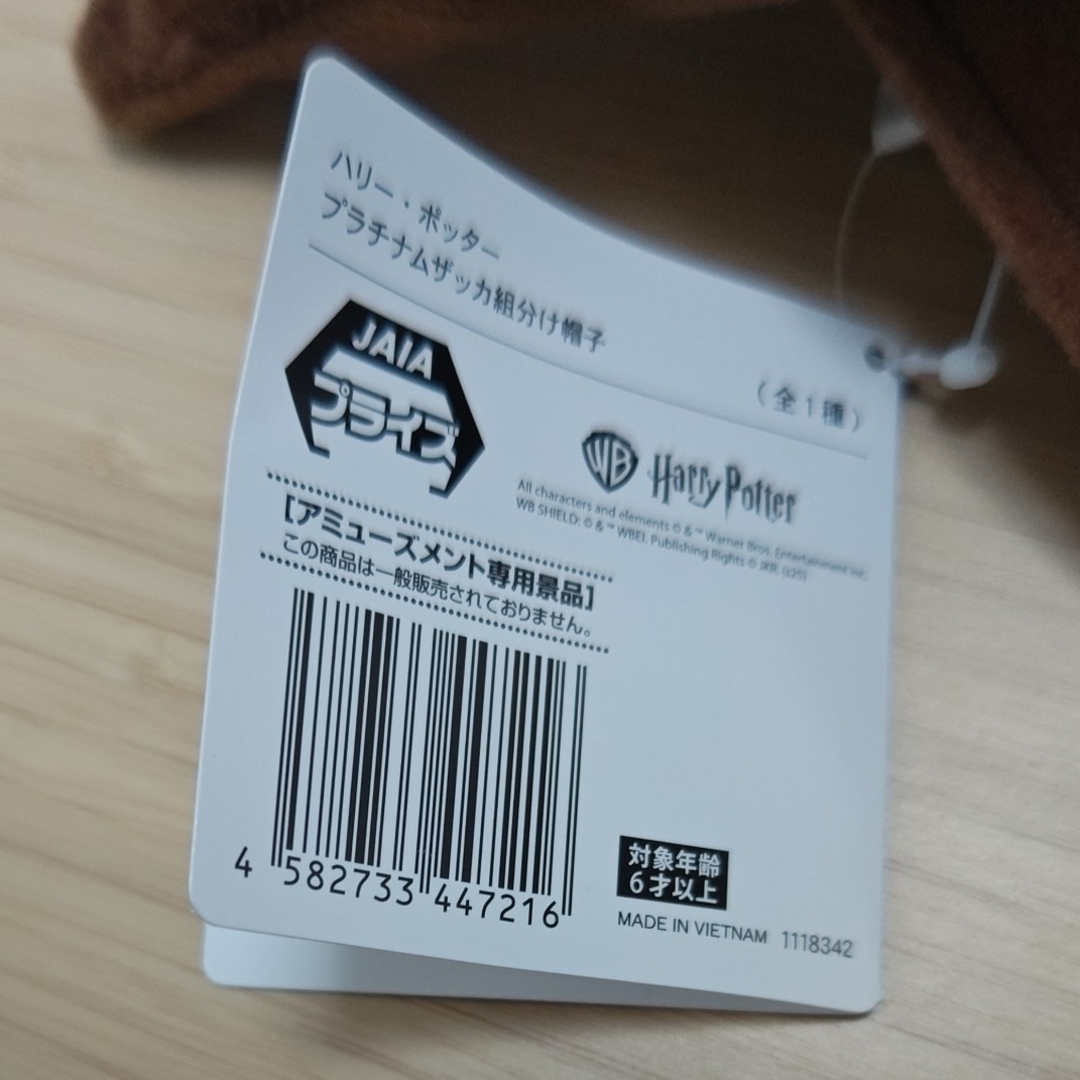 ハリー・ポッター
プラチナムザッカ組分け帽子
（全1種）
JAIA
プライズ
WB Harry Potter
All characters and elements © & ™ Warner Bros. Entertainment Inc.
WB SHIELD: © & ™ WBEI. Publishing Rights © JKR. (s25)
[アミューズメント専用景品]
この商品は一般販売されておりません。
4 582733 447216
対象年齢
6才以上
MADE IN VIETNAM 1118342